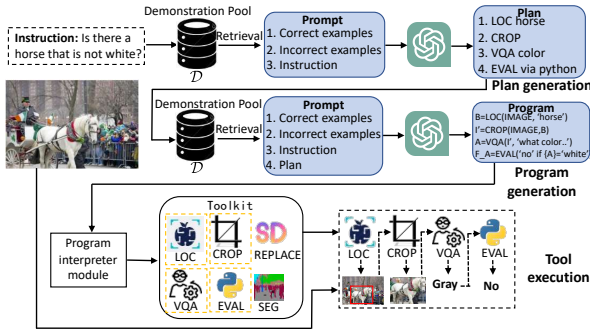 Instruction: Is there a
horse that is not white?
Demonstration Pool
D
Retrieval
Prompt
1. Correct examples
2. Incorrect examples
3. Instruction
Plan
1. LOC horse
2. CROP
3. VQA color
4. EVAL via python
Plan generation
Demonstration Pool
D
Retrieval
Prompt
1. Correct examples
2. Incorrect examples
3. Instruction
4. Plan
Program
B=LOC(IMAGE, 'horse')
I'=CROP(IMAGE,B)
A=VQA(I', 'what color..')
F_A=EVAL('no' if {A}='white')
Program generation
Program
interpreter
module
Toolkit
LOC
CROP
SD
REPLACE
VQA
EVAL
SEG
LOC
CROP
VQA
EVAL
Gray
No
Tool
execution